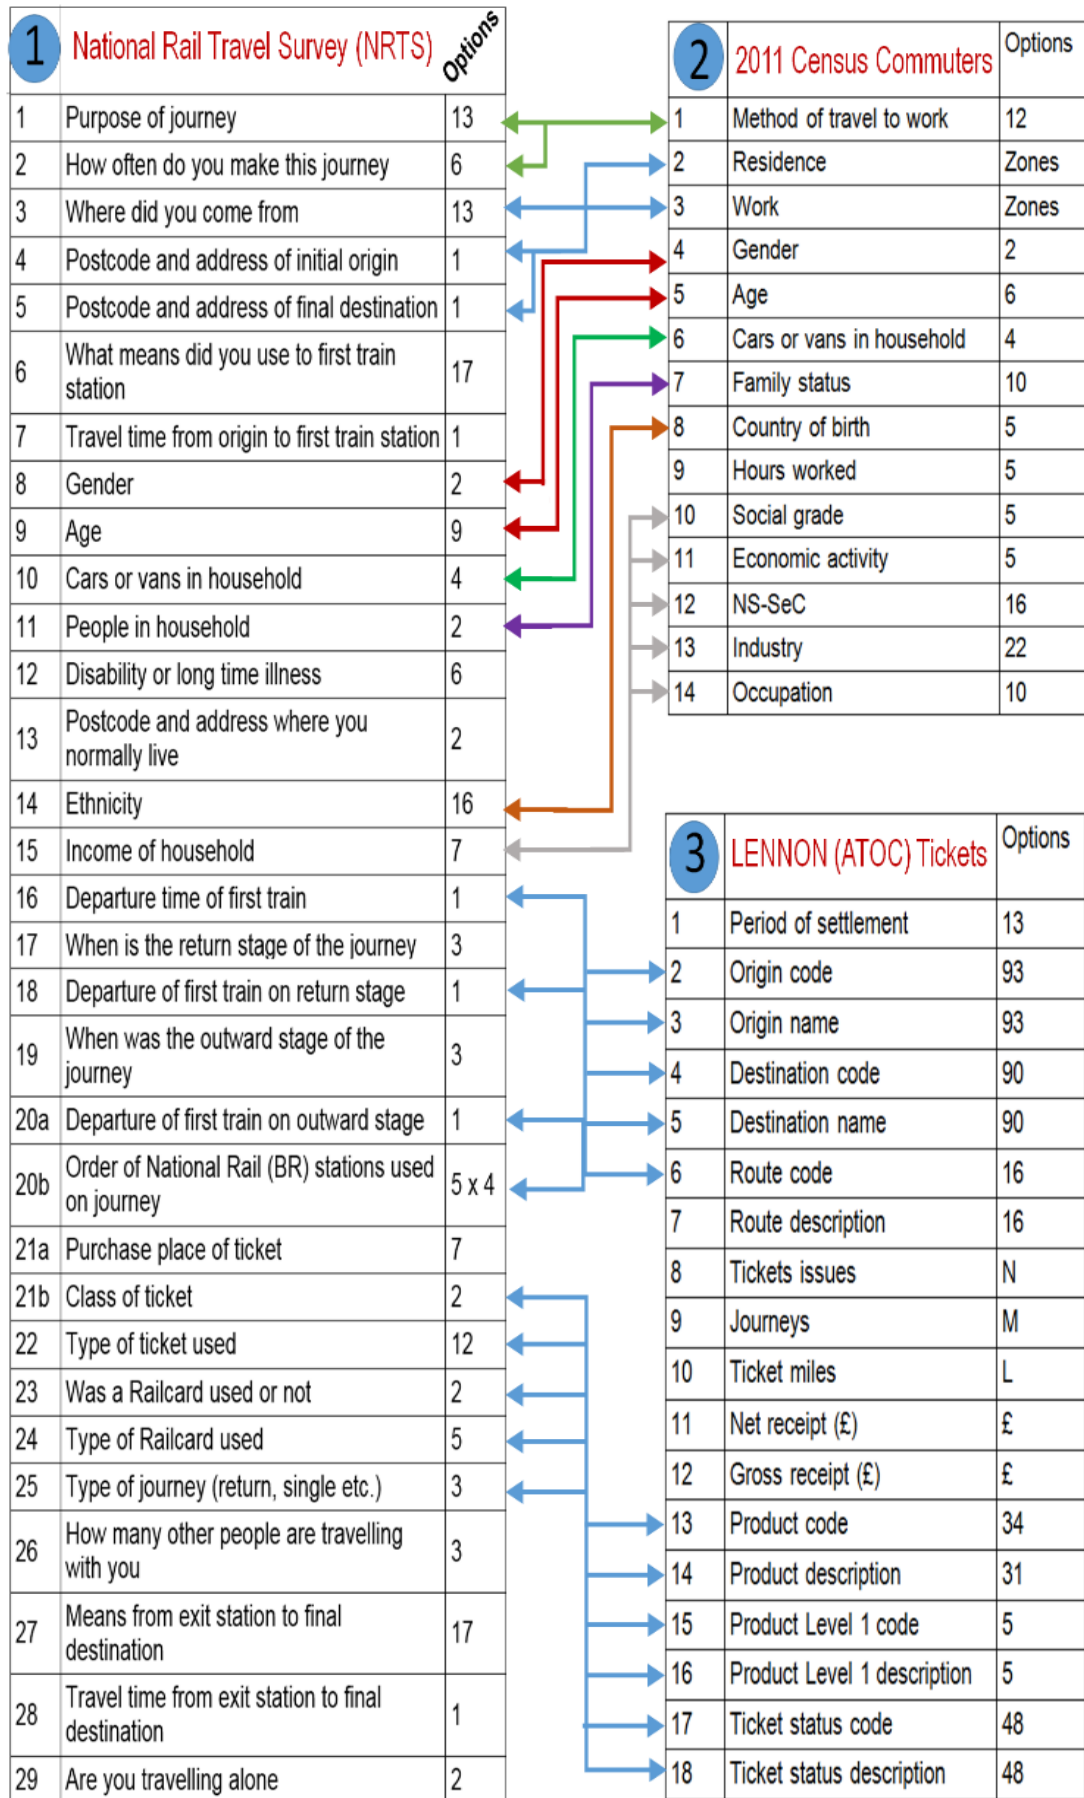 1 National Rail Travel Survey (NRTS) Options
1 Purpose of journey 13
2 How often do you make this journey 6
3 Where did you come from 13
4 Postcode and address of initial origin 1
5 Postcode and address of final destination 1
6 What means did you use to first train
station 17
7 Travel time from origin to first train station 1
8 Gender 2
9 Age 9
10 Cars or vans in household 4
11 People in household 2
12 Disability or long time illness 6
13 Postcode and address where you
normally live 2
14 Ethnicity 16
15 Income of household 7
16 Departure time of first train 1
17 When is the return stage of the journey 3
18 Departure of first train on return stage 1
19 When was the outward stage of the
journey 3
20a Departure of first train on outward stage 1
20b Order of National Rail (BR) stations used
on journey 5 x 4
21a Purchase place of ticket 7
21b Class of ticket 2
22 Type of ticket used 12
23 Was a Railcard used or not 2
24 Type of Railcard used 5
25 Type of journey (return, single etc.) 3
26 How many other people are travelling
with you 3
27 Means from exit station to final
destination 17
28 Travel time from exit station to final
destination 1
29 Are you travelling alone 2
2 2011 Census Commuters Options
1 Method of travel to work 12
2 Residence Zones
3 Work Zones
4 Gender 2
5 Age 6
6 Cars or vans in household 4
7 Family status 10
8 Country of birth 5
9 Hours worked 5
10 Social grade 5
11 Economic activity 5
12 NS-SeC 16
13 Industry 22
14 Occupation 10
3 LENNON (ATOC) Tickets Options
1 Period of settlement 13
2 Origin code 93
3 Origin name 93
4 Destination code 90
5 Destination name 90
6 Route code 16
7 Route description 16
8 Tickets issues N
9 Journeys M
10 Ticket miles L
11 Net receipt (£) £
12 Gross receipt (£) £
13 Product code 34
14 Product description 31
15 Product Level 1 code 5
16 Product Level 1 description 5
17 Ticket status code 48
18 Ticket status description 48